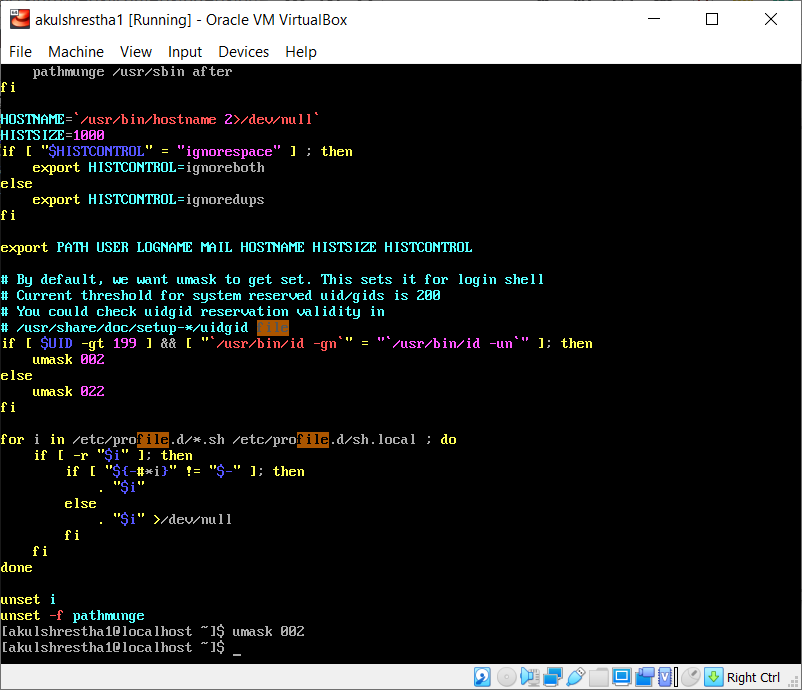 akulshrestha1 [Running] - Oracle VM VirtualBox
File Machine View Input Devices Help
    pathmunge /usr/sbin after
fi

HOSTNAME=`/usr/bin/hostname 2>/dev/null`
HISTSIZE=1000
if [ "$HISTCONTROL" = "ignorespace" ] ; then
    export HISTCONTROL=ignoreboth
else
    export HISTCONTROL=ignoredups
fi

export PATH USER LOGNAME MAIL HOSTNAME HISTSIZE HISTCONTROL

# By default, we want umask to get set. This sets it for login shell
# Current threshold for system reserved uid/gids is 200
# You could check uidgid reservation validity in
# /usr/share/doc/setup-*/uidgid file
if [ $UID -gt 199 ] && [ "`/usr/bin/id -gn`" = "`/usr/bin/id -un`" ]; then
    umask 002
else
    umask 022
fi

for i in /etc/profile.d/*.sh /etc/profile.d/sh.local ; do
    if [ -r "$i" ]; then
        if [ "${-#*i}" != "$-" ]; then
            . "$i"
        else
            . "$i" >/dev/null
        fi
    fi
done

unset i
unset -f pathmunge
[akulshrestha1@localhost ~]$ umask 002
[akulshrestha1@localhost ~]$ _
Right Ctrl